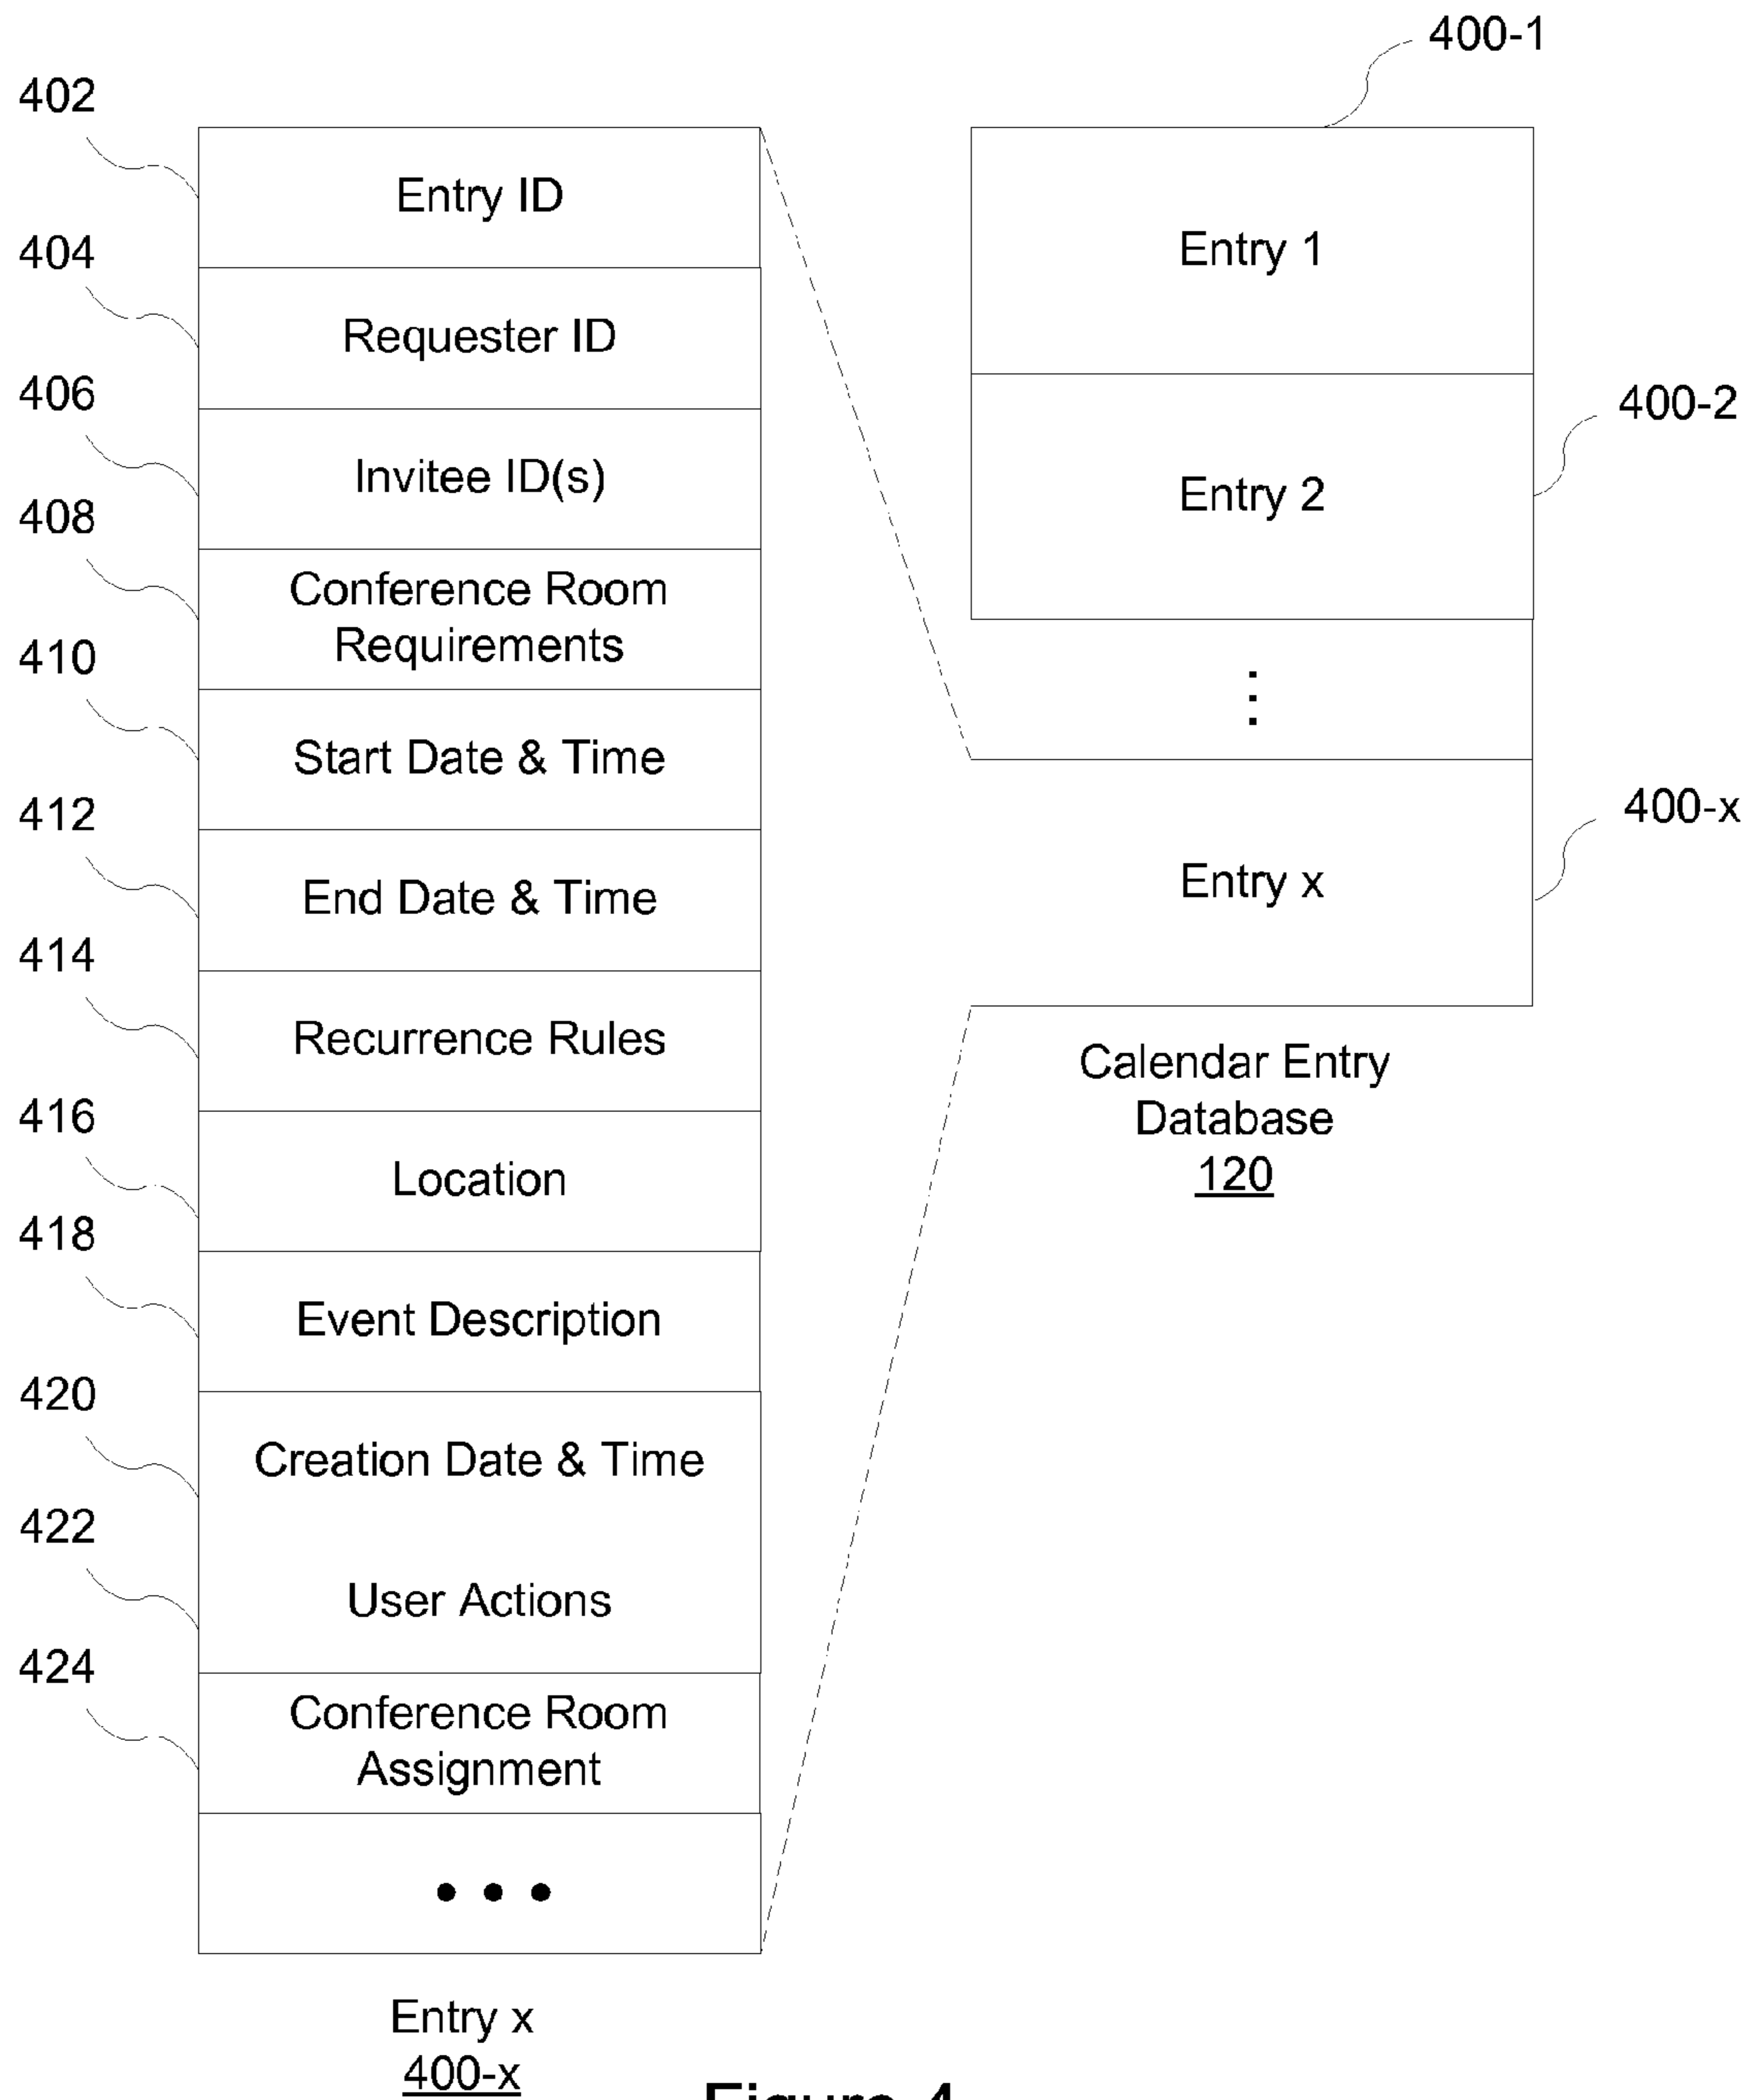 400-1
402
Entry ID
Entry 1
404
Requester ID
406
Invitee ID(s)
400-2
Entry 2
408
Conference Room
Requirements
410
Start Date & Time
400-x
412
End Date & Time
Entry x
414
Recurrence Rules
Calendar Entry
Database
120
416
Location
418
Event Description
420
Creation Date & Time
422
User Actions
424
Conference Room
Assignment
Entry x
400-x
Figure 4